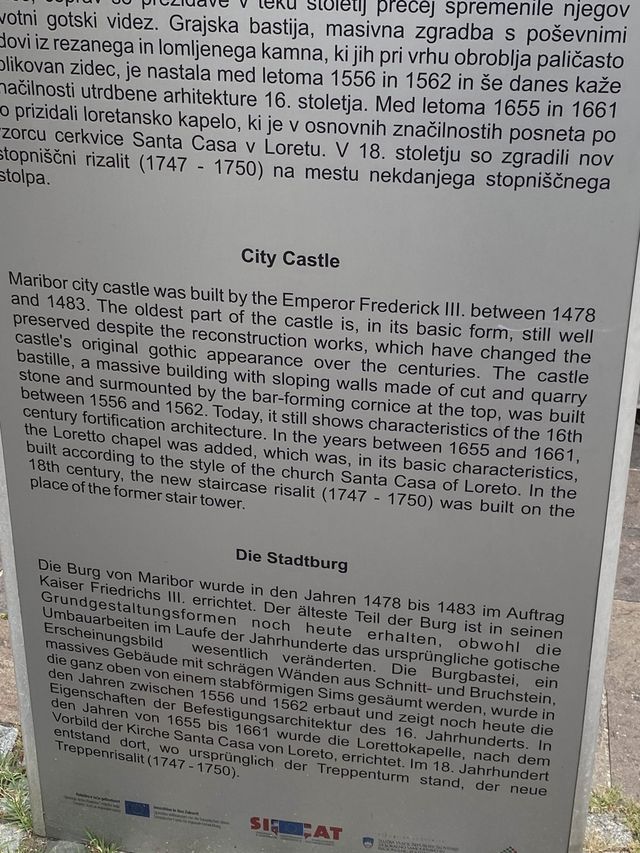 v teku stoletij precej spremenile njegov
votni gotski videz. Grajska bastija, masivna zgradba s poševnimi
dovi iz rezanega in lomljenega kamna, ki jih pri vrhu obroblja paličasto
blikovan zidec, je nastala med letoma 1556 in 1562 in še danes kaže
načilnosti utrdbene arhitekture 16. stoletja. Med letoma 1655 in 1661
o prizidali loretansko kapelo, ki je v osnovnih značilnostih posneta po
zorcu cerkvice Santa Casa v Loretu. V 18. stoletju so zgradili nov
stopniščni rizalit (1747 - 1750) na mestu nekdanjega stopniščnega
stolpa.
City Castle
Maribor city castle was built by the Emperor Frederick III. between 1478
and 1483. The oldest part of the castle is, in its basic form, still well
preserved despite the reconstruction works, which have changed the
castle's original gothic appearance over the centuries. The castle
bastille, a massive building with sloping walls made of cut and quarry
stone and surmounted by the bar-forming cornice at the top, was built
between 1556 and 1562. Today, it still shows characteristics of the 16th
century fortification architecture. In the years between 1655 and 1661,
the Loretto chapel was added, which was, in its basic characteristics,
built according to the style of the church Santa Casa of Loreto. In the
18th century, the new staircase risalit (1747 - 1750) was built on the
place of the former stair tower.
Die Stadtburg
Die Burg von Maribor wurde in den Jahren 1478 bis 1483 im Auftrag
Kaiser Friedrichs III. errichtet. Der älteste Teil der Burg ist in seinen
Grundgestaltungsformen noch heute erhalten, obwohl die
Umbauarbeiten im Laufe der Jahrhunderte das ursprüngliche gotische
Erscheinungsbild wesentlich veränderten. Die Burgbastei, ein
massives Gebäude mit schrägen Wänden aus Schnitt- und Bruchstein,
die ganz oben von einem stabförmigen Sims gesäumt werden, wurde in
den Jahren zwischen 1556 und 1562 erbaut und zeigt noch heute die
Eigenschaften der Befestigungsarchitektur des 16. Jahrhunderts. In
den Jahren von 1655 bis 1661 wurde die Lorettokapelle, nach dem
Vorbild der Kirche Santa Casa von Loreto, errichtet. Im 18. Jahrhundert
entstand dort, wo ursprünglich der Treppenturm stand, der neue
Treppenrisalit (1747 - 1750).